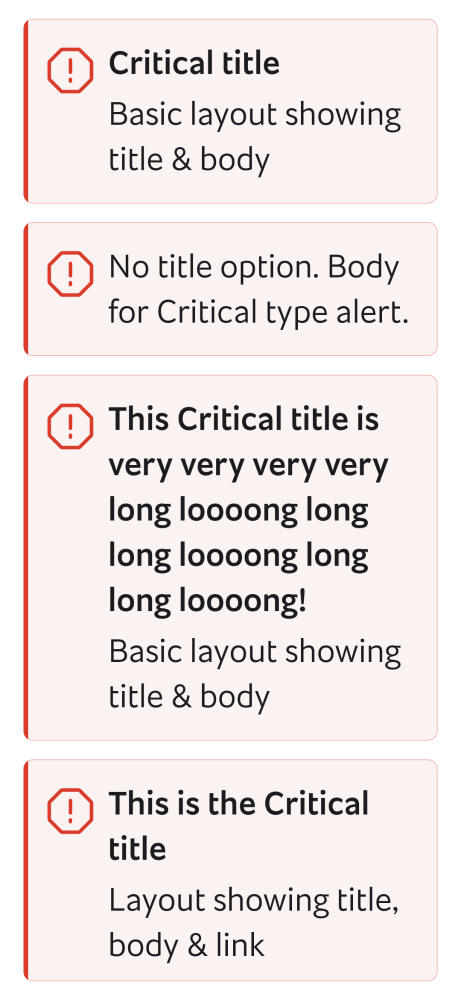 Critical title
Basic layout showing
title & body
No title option. Body
for Critical type alert.
This Critical title is
very very very very
long loooong long
long loooong long
long loooong!
Basic layout showing
title & body
This is the Critical
title
Layout showing title,
body & link